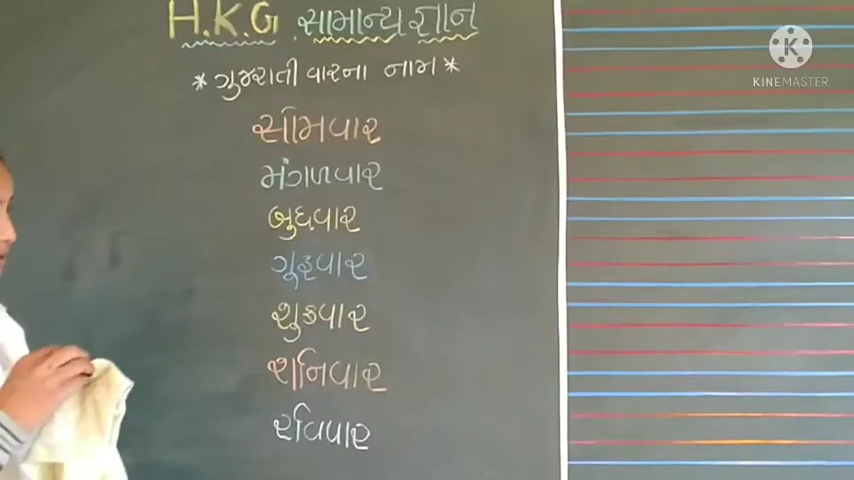 H.K.G સામાન્ય જ્ઞાન
* ગુજરાતી વારના નામ *
સોમવાર
મંગળવાર
બુધવાર
ગુરૂવાર
શુક્રવાર
શનિવાર
રવિવાર
K
KINEMASTER